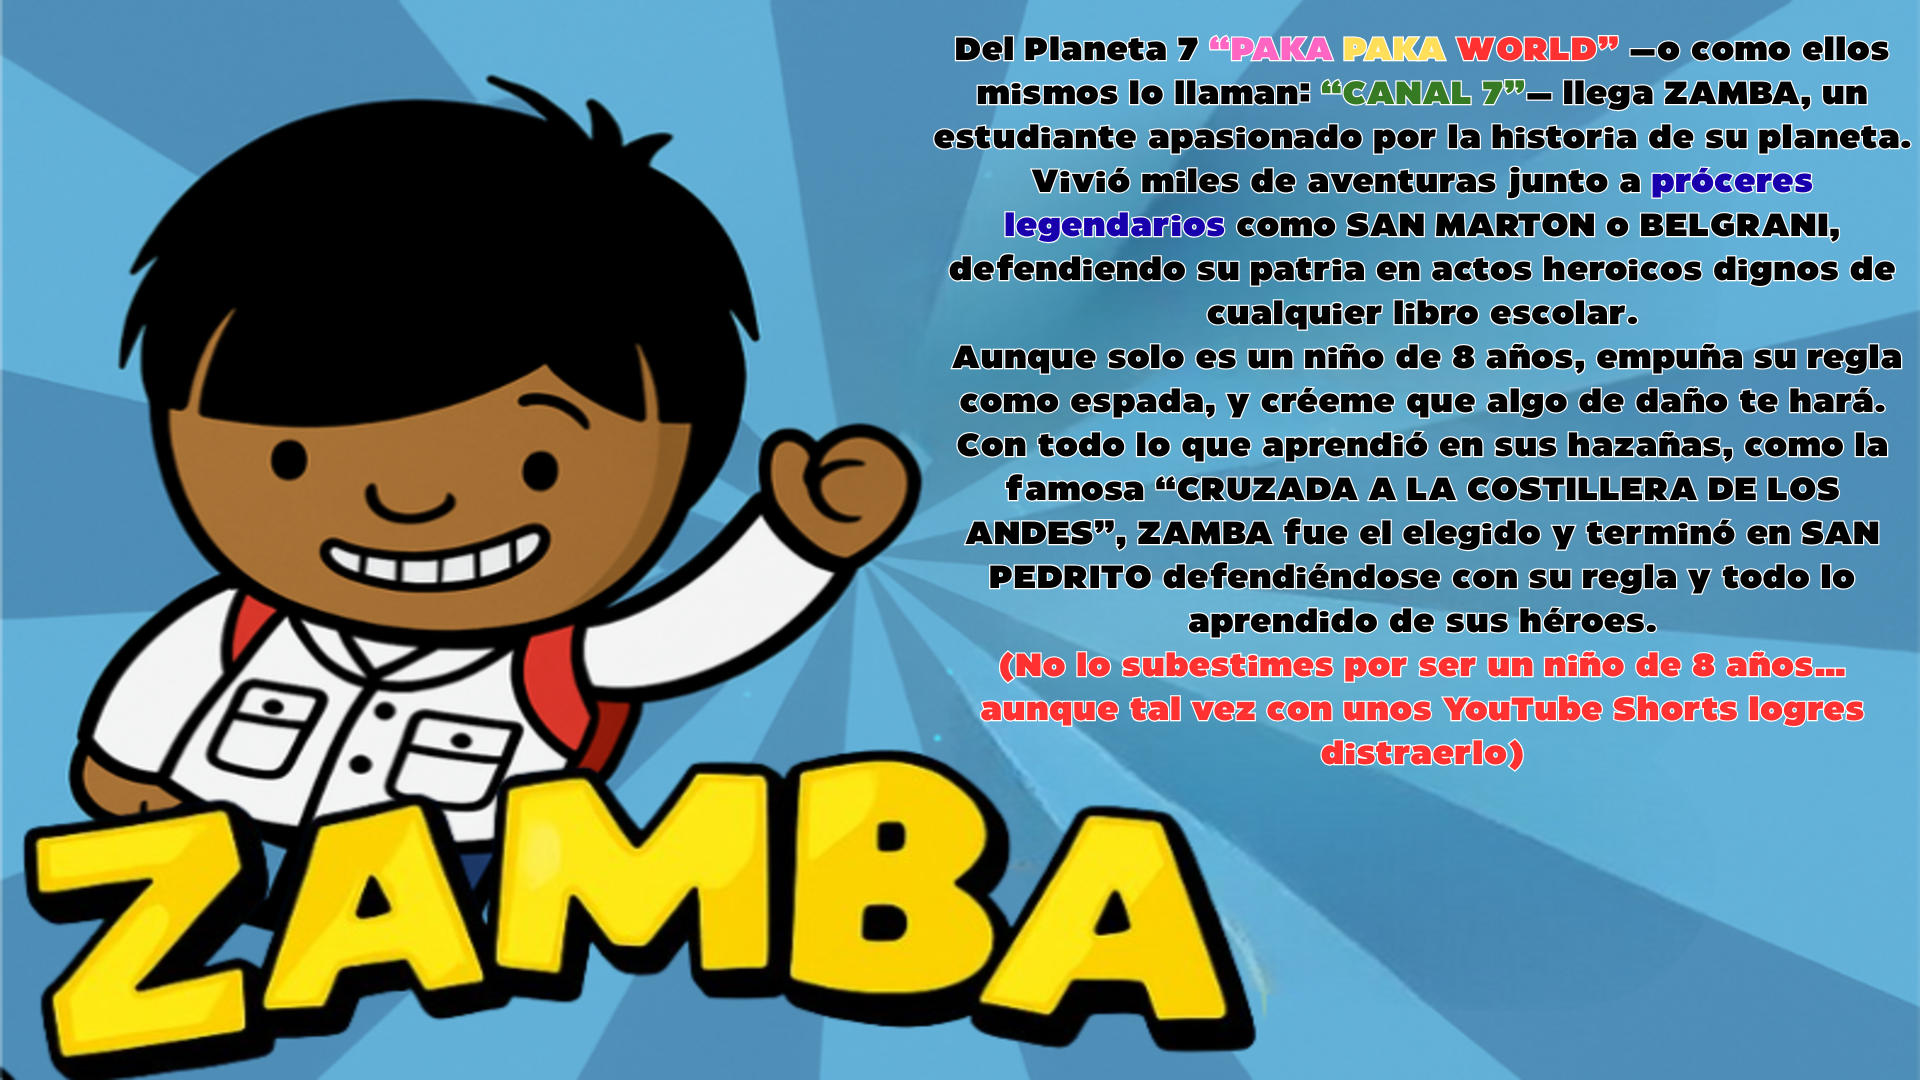 Del Planeta 7 “PAKA PAKA WORLD” —o como ellos
mismos lo llaman: “CANAL 7”— llega ZAMBA, un
estudiante apasionado por la historia de su planeta.
Vivió miles de aventuras junto a próceres
legendarios como SAN MARTON o BELGRANI,
defendiendo su patria en actos heroicos dignos de
cualquier libro escolar.
Aunque solo es un niño de 8 años, empuña su regla
como espada, y créeme que algo de daño te hará.
Con todo lo que aprendió en sus hazañas, como la
famosa “CRUZADA A LA COSTILLERA DE LOS
ANDES”, ZAMBA fue el elegido y terminó en SAN
PEDRITO defendiéndose con su regla y todo lo
aprendido de sus héroes.
(No lo subestimes por ser un niño de 8 años...
aunque tal vez con unos YouTube Shorts logres
distraerlo)
ZAMBA